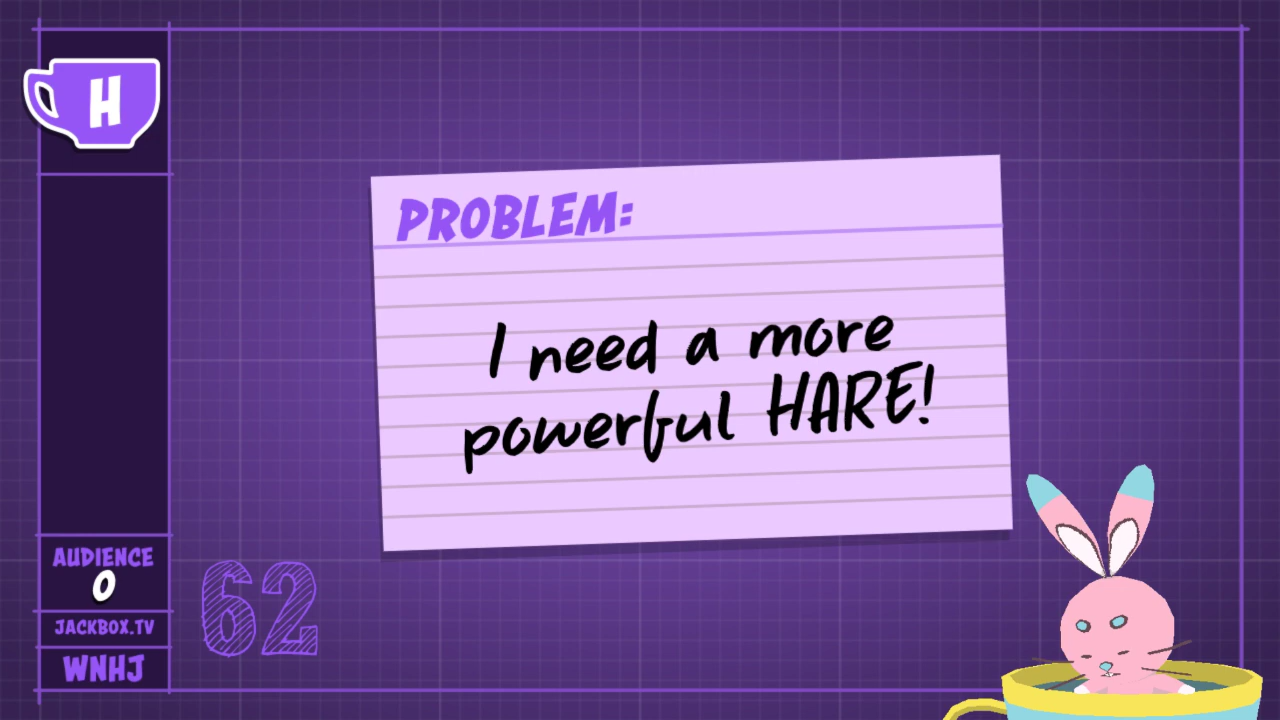 H
PROBLEM:
I need a more
powerful HARE!
AUDIENCE
0
JACKBOX.TV
WNHJ
62